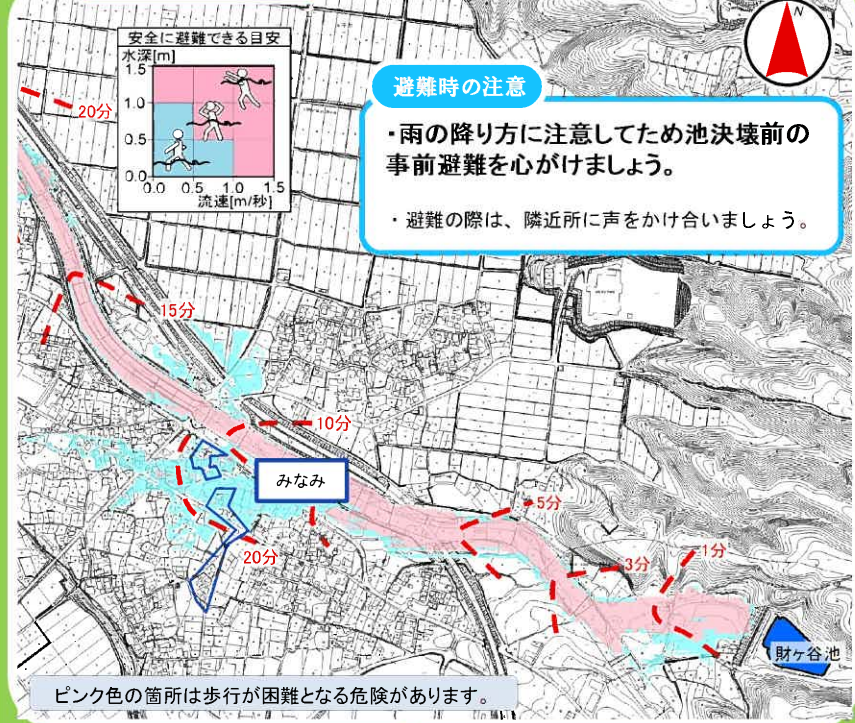 N
安全に避難できる目安
水深[m]
1.5
1.0
0.5
0.0
0.0 0.5 1.0 1.5
流速[m/秒]
避難時の注意
・雨の降り方に注意してため池決壊前の
事前避難を心がけましょう。
・避難の際は、隣近所に声をかけ合いましょう。
20分
15分
10分
みなみ
5分
20分
3分
1分
財ヶ谷池
ピンク色の箇所は歩行が困難となる危険があります。